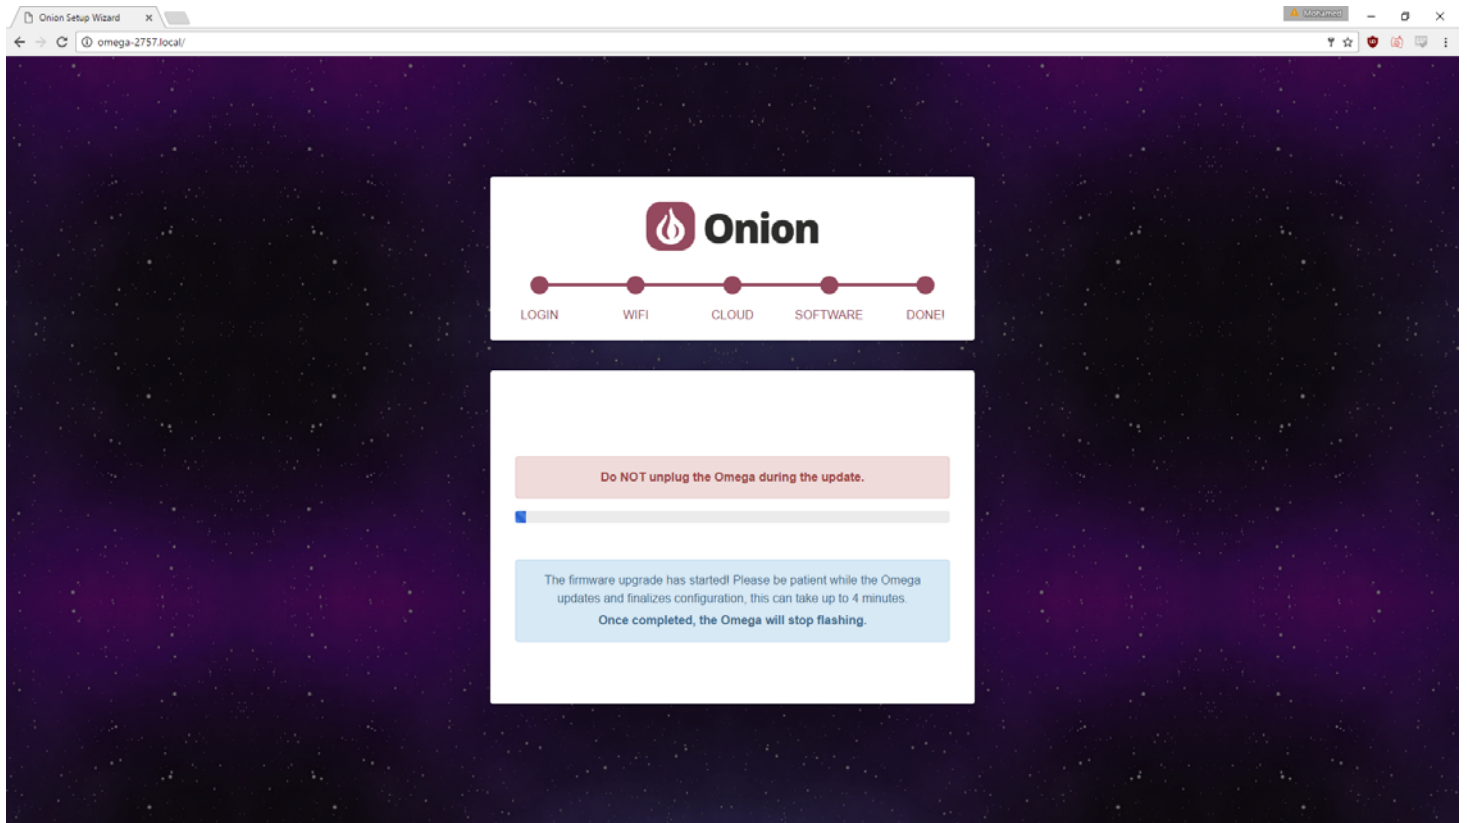 Onion Setup Wizard
Mohamed
omega-2757.local/
Onion
LOGIN WIFI CLOUD SOFTWARE DONE!
Do NOT unplug the Omega during the update.
The firmware upgrade has started! Please be patient while the Omega
updates and finalizes configuration, this can take up to 4 minutes.
Once completed, the Omega will stop flashing.